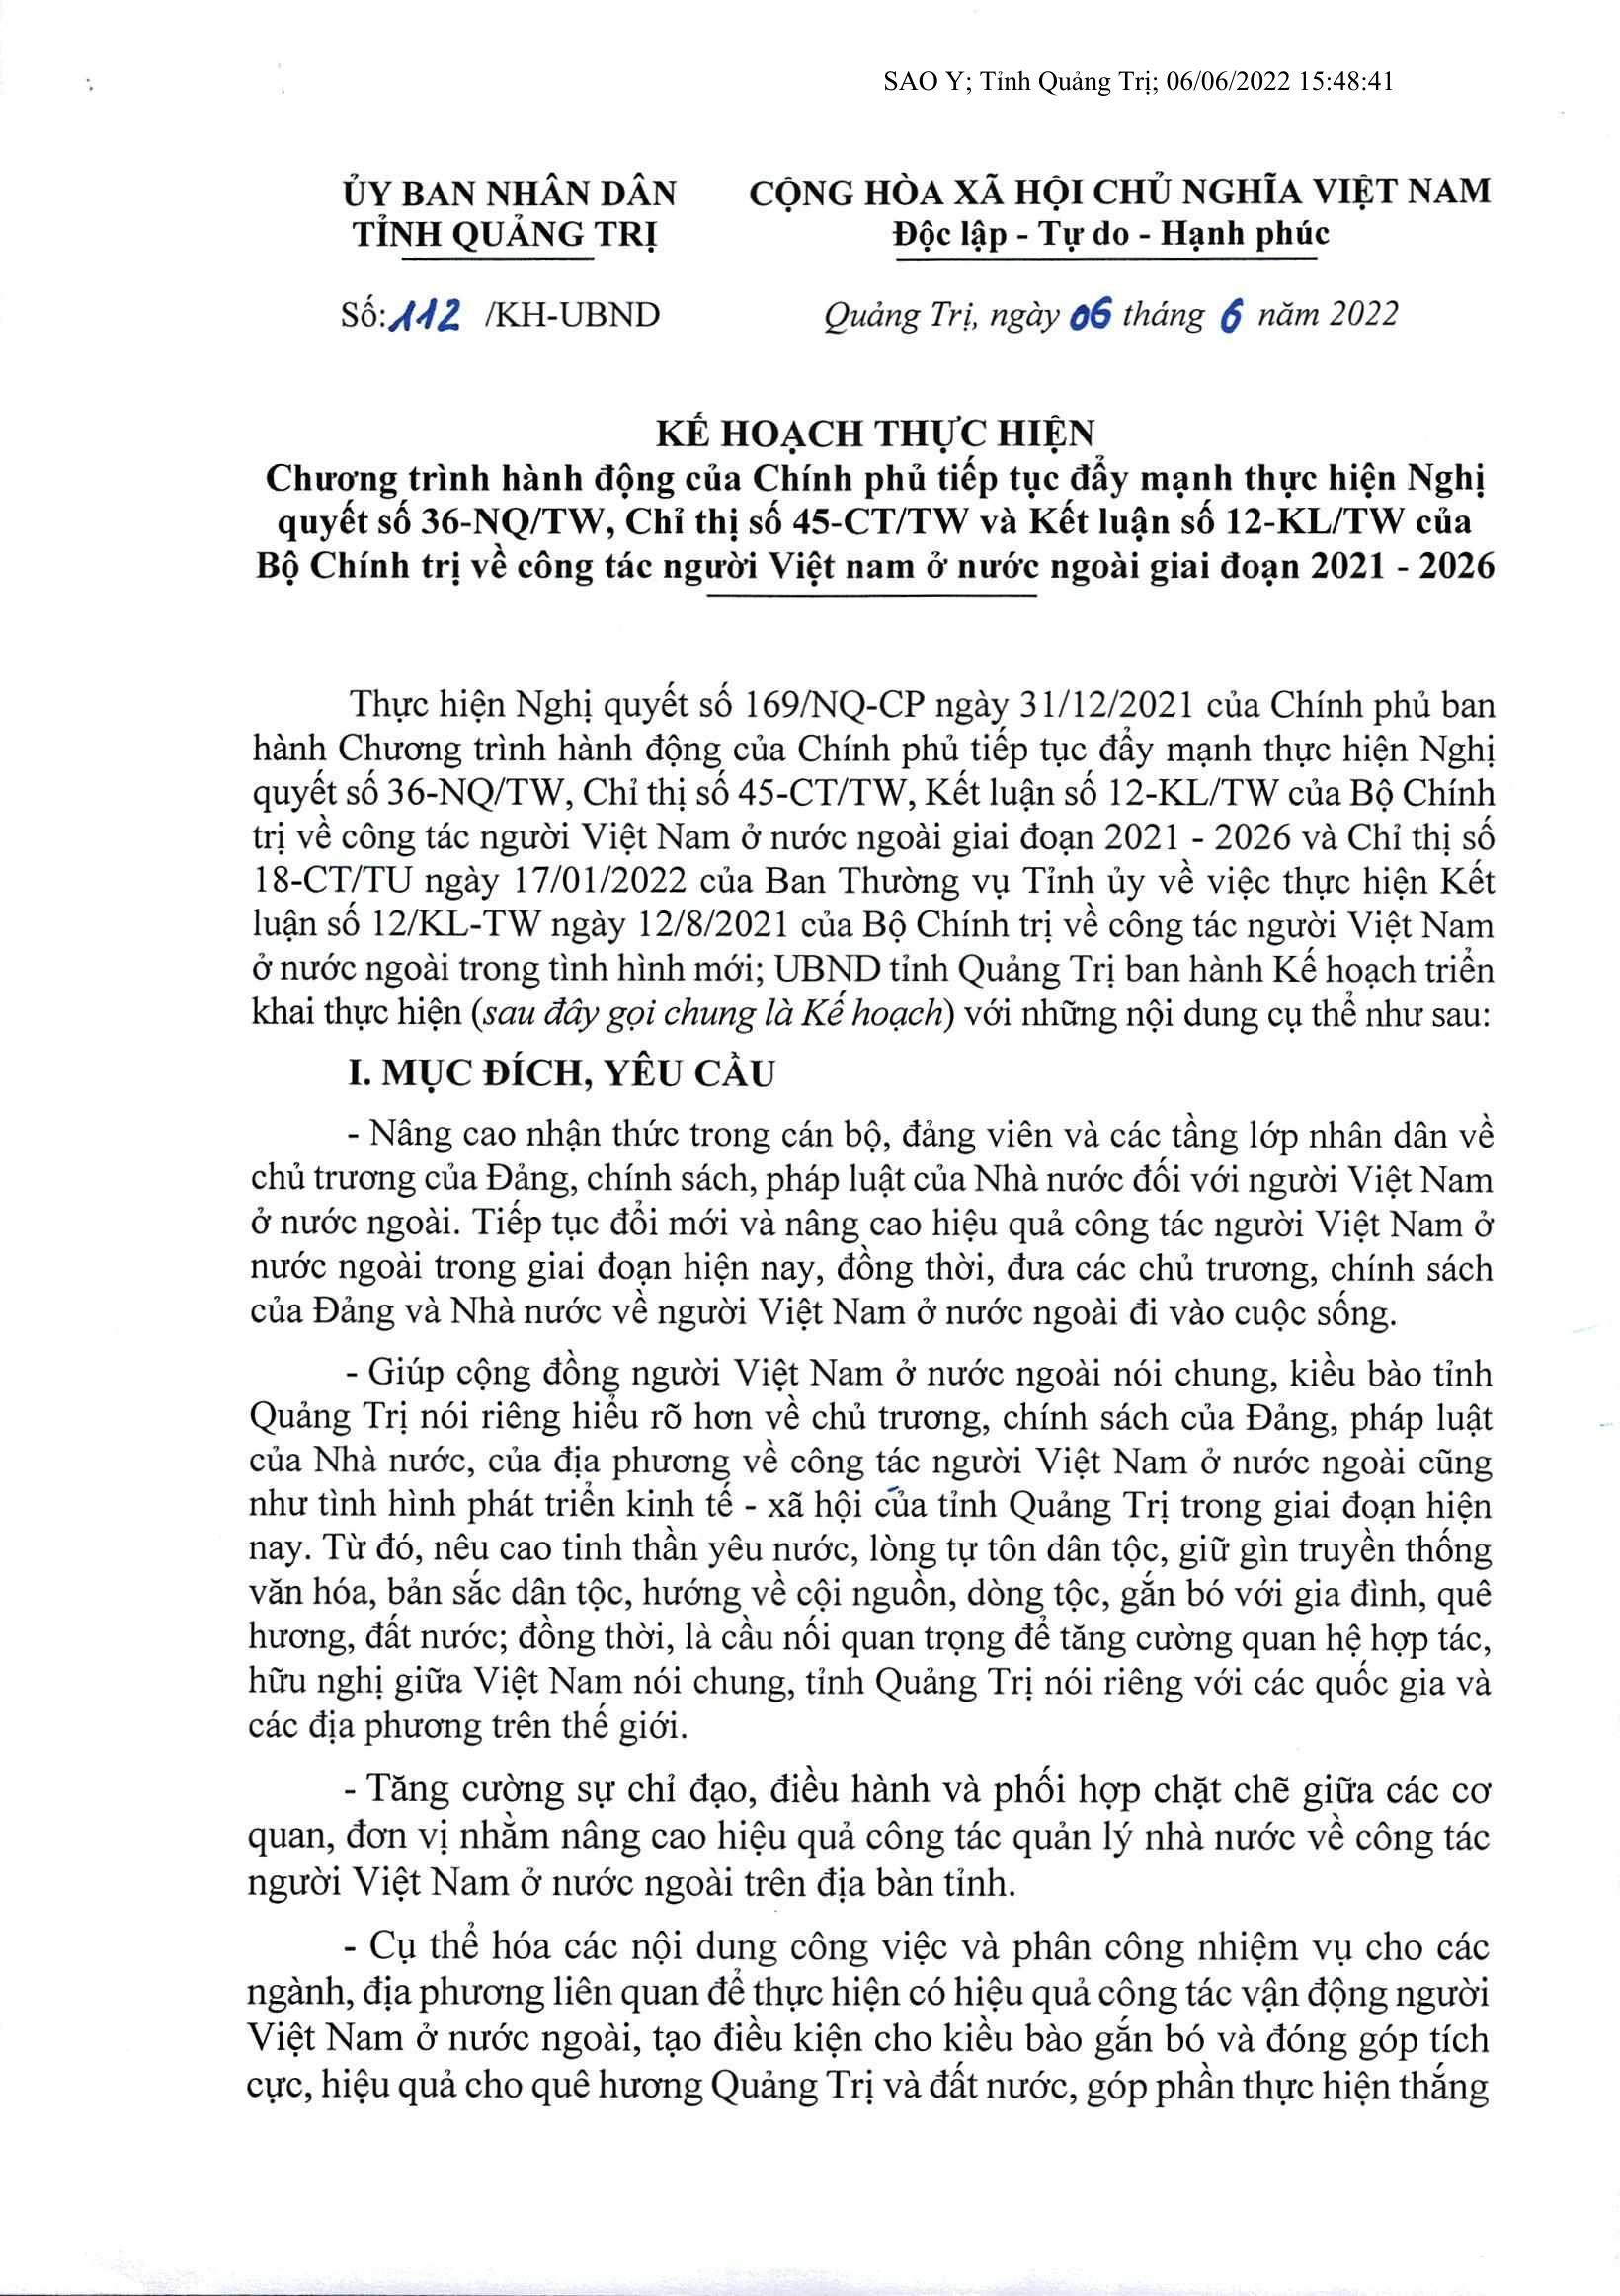 SAO Y; Tỉnh Quảng Trị; 06/06/2022 15:48:41
ỦY BAN NHÂN DÂN
TỈNH QUẢNG TRỊ
CỘNG HÒA XÃ HỘI CHỦ NGHĨA VIỆT NAM
Độc lập - Tự do - Hạnh phúc
Số: 112 /KH-UBND
Quảng Trị, ngày 06 tháng 6 năm 2022
KẾ HOẠCH THỰC HIỆN
Chương trình hành động của Chính phủ tiếp tục đẩy mạnh thực hiện Nghị
quyết số 36-NQ/TW, Chỉ thị số 45-CT/TW và Kết luận số 12-KL/TW của
Bộ Chính trị về công tác người Việt nam ở nước ngoài giai đoạn 2021 - 2026
Thực hiện Nghị quyết số 169/NQ-CP ngày 31/12/2021 của Chính phủ ban
hành Chương trình hành động của Chính phủ tiếp tục đẩy mạnh thực hiện Nghị
quyết số 36-NQ/TW, Chỉ thị số 45-CT/TW, Kết luận số 12-KL/TW của Bộ Chính
trị về công tác người Việt Nam ở nước ngoài giai đoạn 2021 - 2026 và Chỉ thị số
18-CT/TU ngày 17/01/2022 của Ban Thường vụ Tỉnh ủy về việc thực hiện Kết
luận số 12/KL-TW ngày 12/8/2021 của Bộ Chính trị về công tác người Việt Nam
ở nước ngoài trong tình hình mới; UBND tỉnh Quảng Trị ban hành Kế hoạch triển
khai thực hiện (sau đây gọi chung là Kế hoạch) với những nội dung cụ thể như sau:
I. MỤC ĐÍCH, YÊU CẦU
- Nâng cao nhận thức trong cán bộ, đảng viên và các tầng lớp nhân dân về
chủ trương của Đảng, chính sách, pháp luật của Nhà nước đối với người Việt Nam
ở nước ngoài. Tiếp tục đổi mới và nâng cao hiệu quả công tác người Việt Nam ở
nước ngoài trong giai đoạn hiện nay, đồng thời, đưa các chủ trương, chính sách
của Đảng và Nhà nước về người Việt Nam ở nước ngoài đi vào cuộc sống.
- Giúp cộng đồng người Việt Nam ở nước ngoài nói chung, kiều bào tỉnh
Quảng Trị nói riêng hiểu rõ hơn về chủ trương, chính sách của Đảng, pháp luật
của Nhà nước, của địa phương về công tác người Việt Nam ở nước ngoài cũng
như tình hình phát triển kinh tế - xã hội của tỉnh Quảng Trị trong giai đoạn hiện
nay. Từ đó, nêu cao tinh thần yêu nước, lòng tự tôn dân tộc, giữ gìn truyền thống
văn hóa, bản sắc dân tộc, hướng về cội nguồn, dòng tộc, gắn bó với gia đình, quê
hương, đất nước; đồng thời, là cầu nối quan trọng để tăng cường quan hệ hợp tác,
hữu nghị giữa Việt Nam nói chung, tỉnh Quảng Trị nói riêng với các quốc gia và
các địa phương trên thế giới.
- Tăng cường sự chỉ đạo, điều hành và phối hợp chặt chẽ giữa các cơ
quan, đơn vị nhằm nâng cao hiệu quả công tác quản lý nhà nước về công tác
người Việt Nam ở nước ngoài trên địa bàn tỉnh.
- Cụ thể hóa các nội dung công việc và phân công nhiệm vụ cho các
ngành, địa phương liên quan để thực hiện có hiệu quả công tác vận động người
Việt Nam ở nước ngoài, tạo điều kiện cho kiều bào gắn bó và đóng góp tích
cực, hiệu quả cho quê hương Quảng Trị và đất nước, góp phần thực hiện thắng